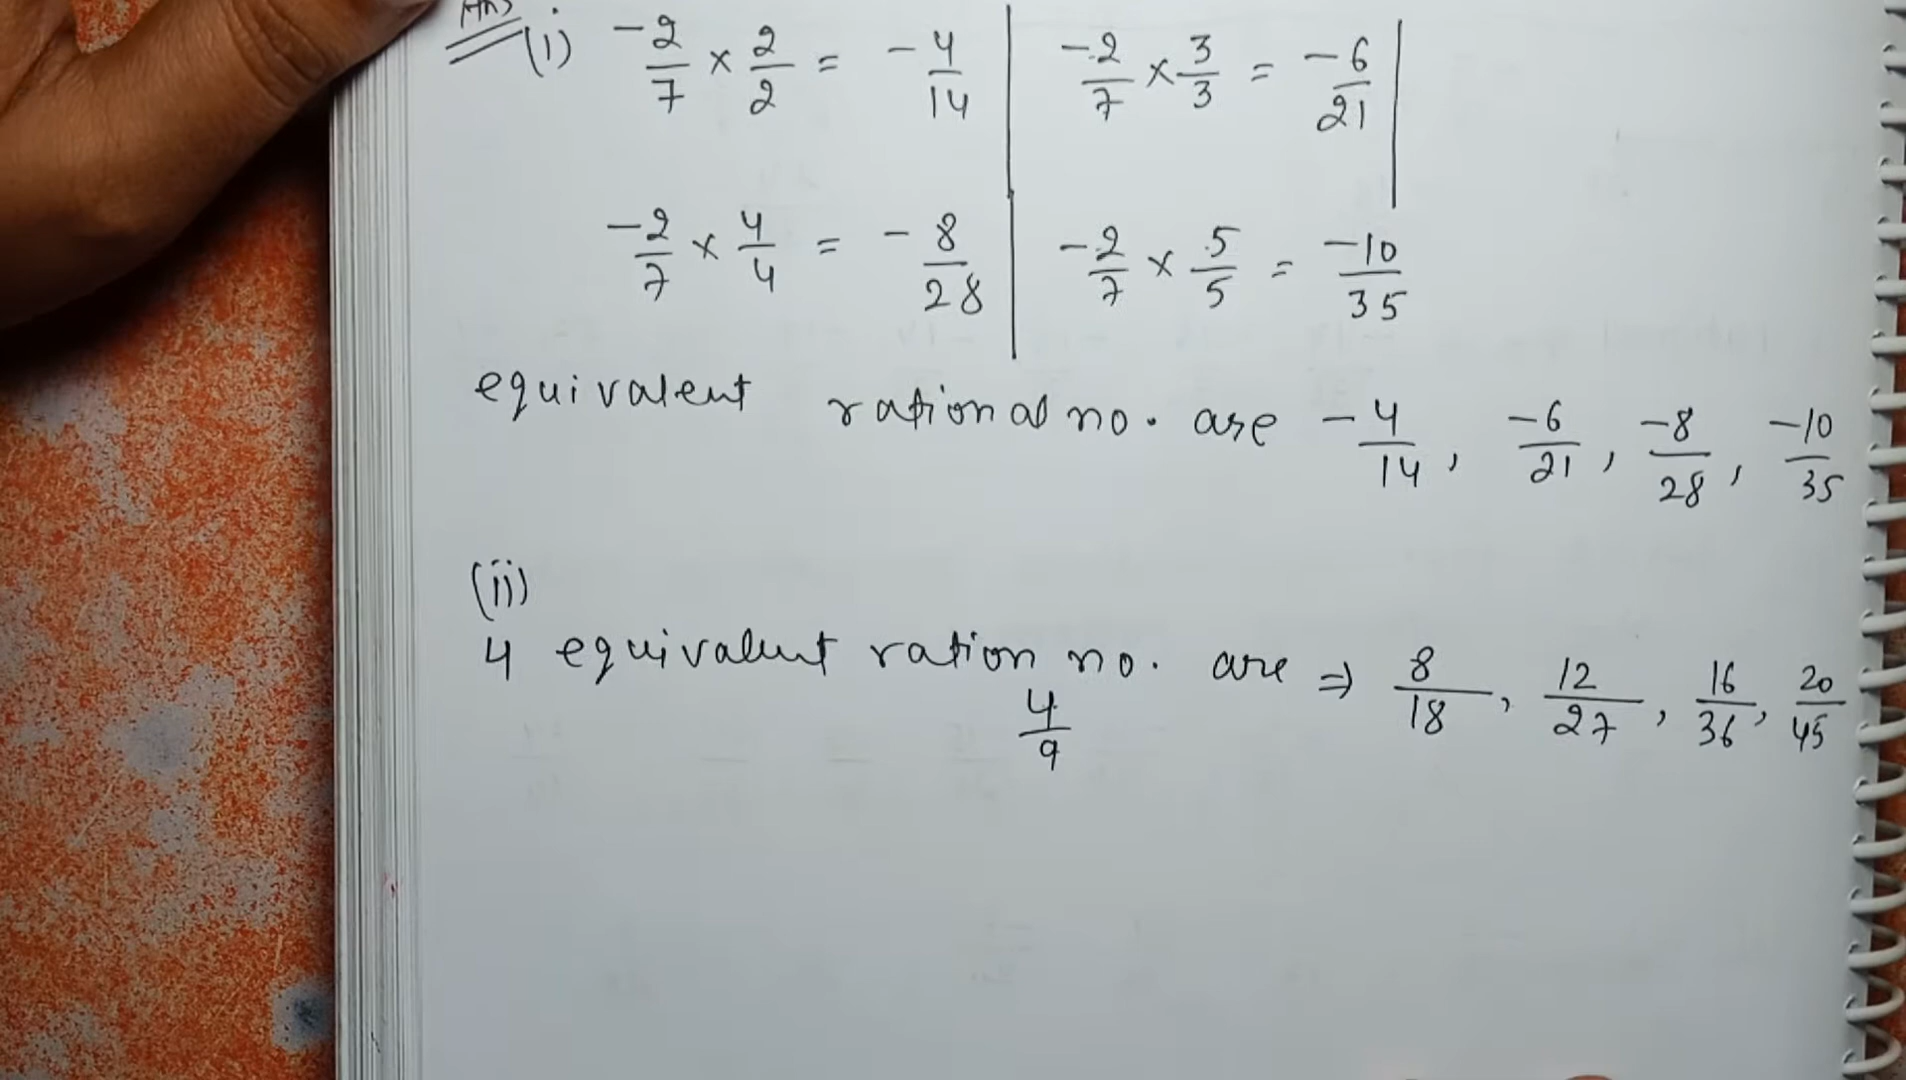 Ans (i) -2/7 × 2/2 = -4/14 | -2/7 × 3/3 = -6/21 |
-2/7 × 4/4 = -8/28 | -2/7 × 5/5 = -10/35
equivalent rational no. are -4/14, -6/21, -8/28, -10/35
(ii)
4 equivalent ration no. are ⇒ 8/18, 12/27, 16/36, 20/45
4/9